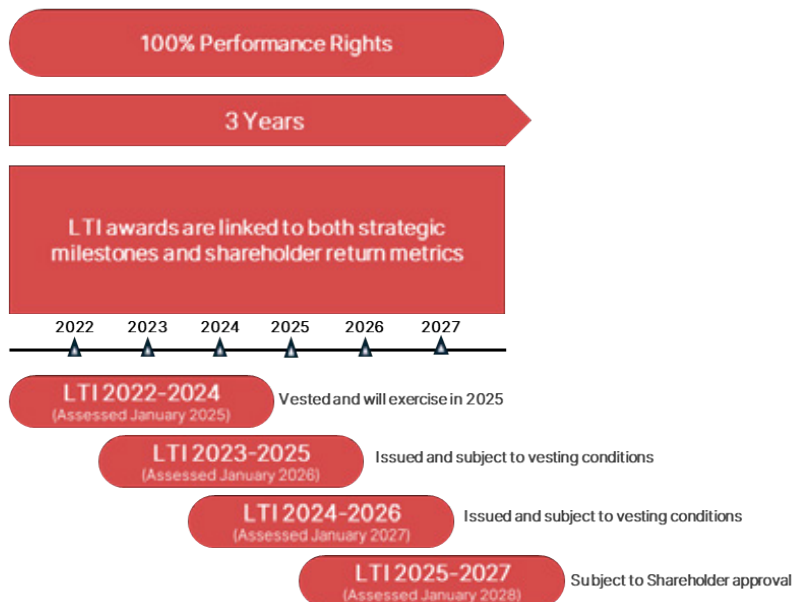 100% Performance Rights
3 Years
LTI awards are linked to both strategic
milestones and shareholder return metrics
2022 2023 2024 2025 2026 2027
LTI 2022-2024
(Assessed January 2025)
Vested and will exercise in 2025
LTI 2023-2025
(Assessed January 2026)
Issued and subject to vesting conditions
LTI 2024-2026
(Assessed January 2027)
Issued and subject to vesting conditions
LTI 2025-2027
(Assessed January 2028)
Subject to Shareholder approval